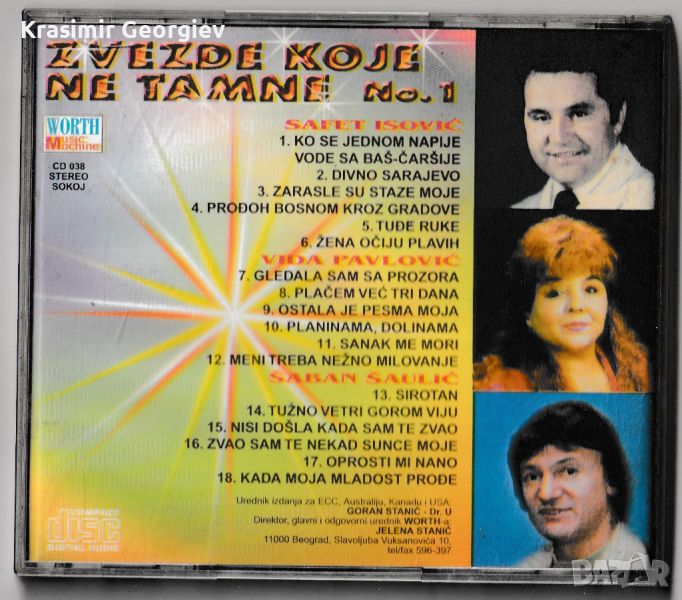 Krasimir Georgiev
ZVEZDE KOJE
NE TAMNE No. 1
WORTH
Music
Machine
CD 038
STEREO
SOKOJ
SAFET ISOVIĆ
1. KO SE JEDNOM NAPIJE
VODE SA BAŠ-ČARŠIJE
2. DIVNO SARAJEVO
3. ZARASLE SU STAZE MOJE
4. PROĐOH BOSNOM KROZ GRADOVE
5. TUĐE RUKE
6. ŽENA OČIJU PLAVIH
VIDA PAVLOVIĆ
7. GLEDALA SAM SA PROZORA
8. PLAČEM VEĆ TRI DANA
9. OSTALA JE PESMA MOJA
10. PLANINAMA, DOLINAMA
11. SANAK ME MORI
12. MENI TREBA NEŽNO MILOVANJE
ŠABAN ŠAULIĆ
13. SIROTAN
14. TUŽNO VETRI GOROM VIJU
15. NISI DOŠLA KADA SAM TE ZVAO
16. ZVAO SAM TE NEKAD SUNCE MOJE
17. OPROSTI MI NANO
18. KADA MOJA MLADOST PROĐE
Urednik izdanja za ECC, Australiju, Kanadu i USA:
GORAN STANIĆ - Dr. U
Direktor, glavni i odgovorni urednik WORTH-a:
JELENA STANIĆ
11000 Beograd, Slavoljuba Vuksanovića 10,
tel/fax 596-397
COMPACT
disc
DIGITAL AUDIO
BAZAR